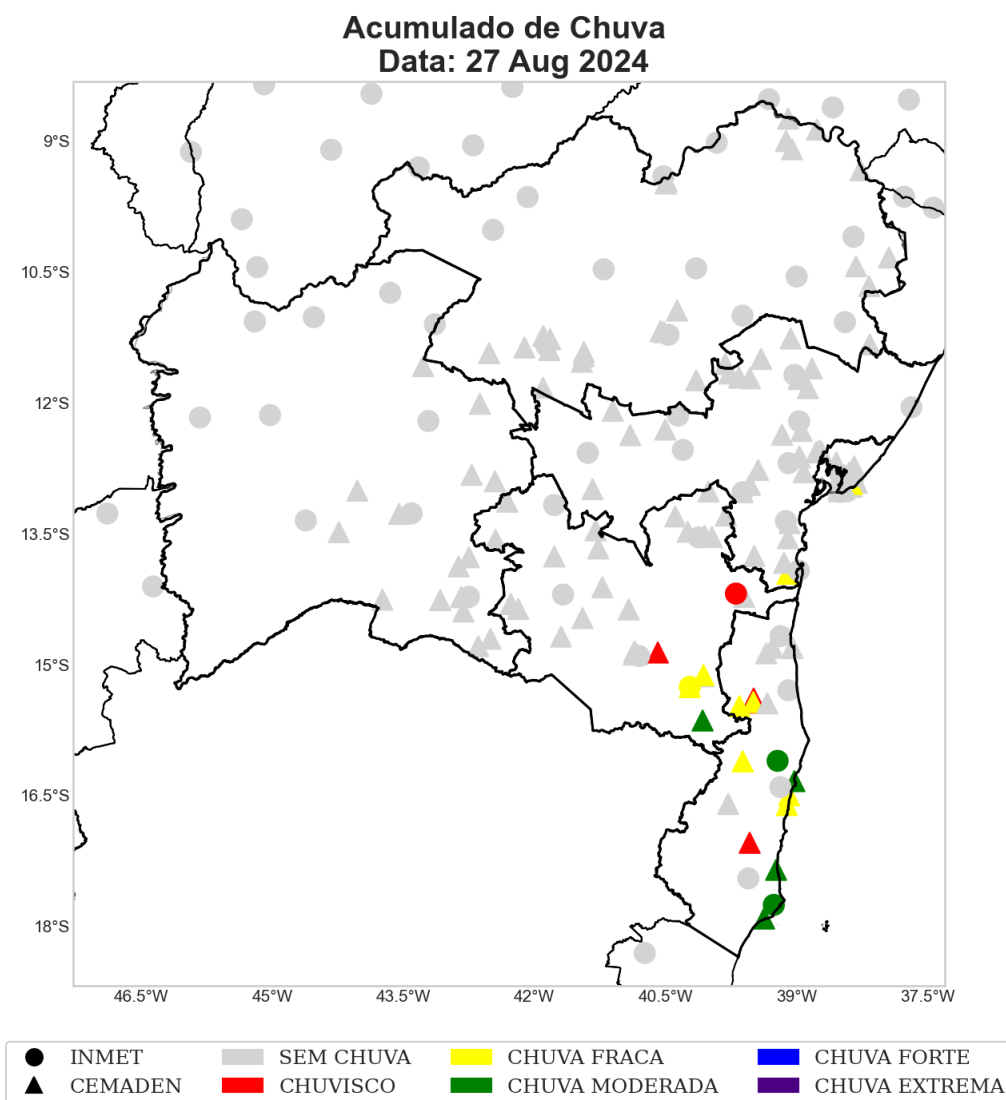 Acumulado de Chuva
Data: 27 Aug 2024
9°S
10.5°S
12°S
13.5°S
15°S
16.5°S
18°S
46.5°W 45°W 43.5°W 42°W 40.5°W 39°W 37.5°W
INMET SEM CHUVA CHUVA FRACA CHUVA FORTE
CEMADEN CHUVISCO CHUVA MODERADA CHUVA EXTREMA